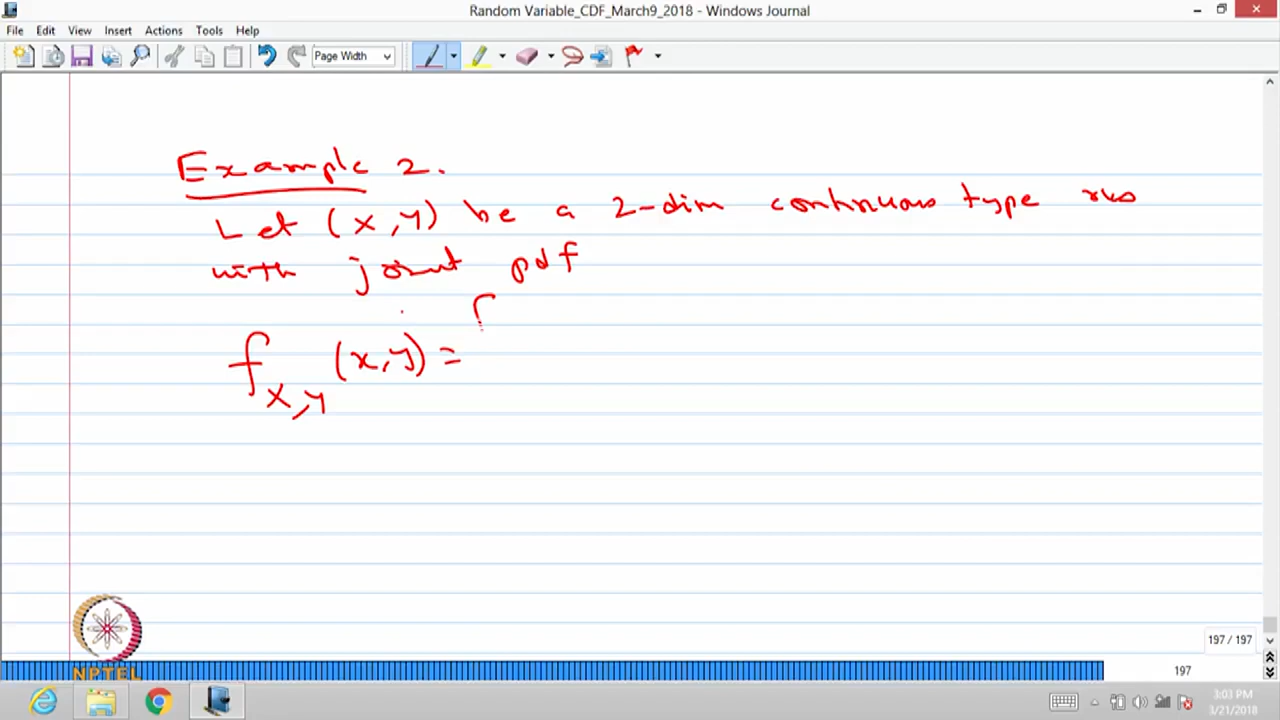 Random Variable_CDF_March9_2018 - Windows Journal
File Edit View Insert Actions Tools Help
Page Width
Example 2.
Let (X, Y) be a 2-dim continuous type rvs
with joint pdf
f X,Y (x,y) = {
197 / 197
NPTEL
197
3:03 PM
3/21/2018